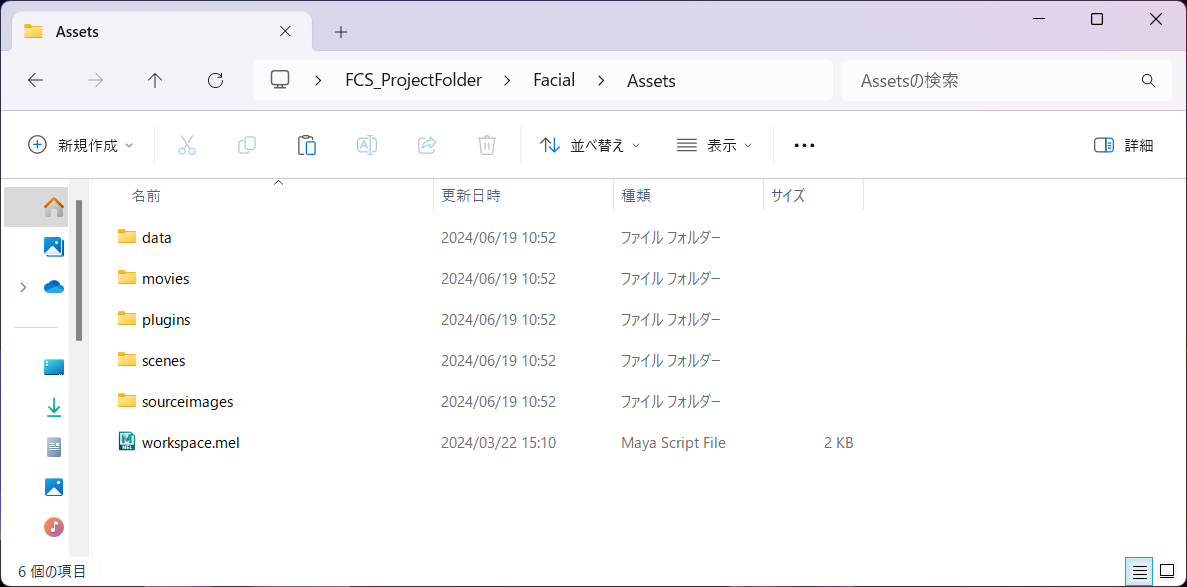 Assets
FCS_ProjectFolder > Facial > Assets
Assetsの検索
新規作成
並べ替え
表示
詳細
名前 更新日時 種類 サイズ
data 2024/06/19 10:52 ファイル フォルダー
movies 2024/06/19 10:52 ファイル フォルダー
plugins 2024/06/19 10:52 ファイル フォルダー
scenes 2024/06/19 10:52 ファイル フォルダー
sourceimages 2024/06/19 10:52 ファイル フォルダー
workspace.mel 2024/03/22 15:10 Maya Script File 2 KB
6 個の項目